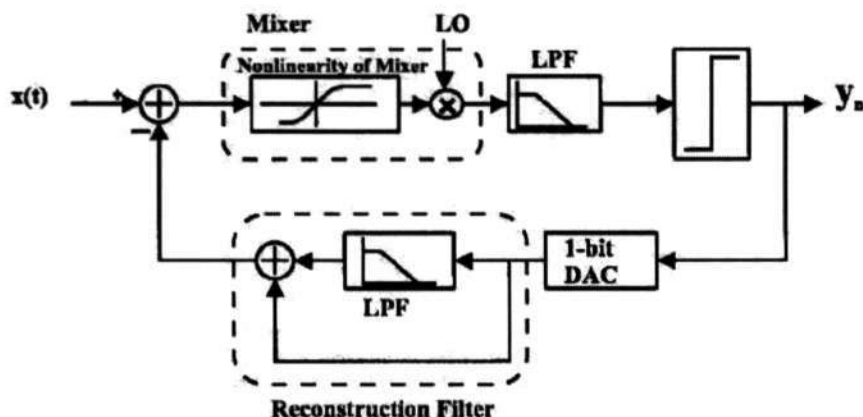 Mixer
LO
Nonlinearity of Mixer
LPF
x(t)
+
yn
−
1-bit
DAC
LPF
Reconstruction Filter